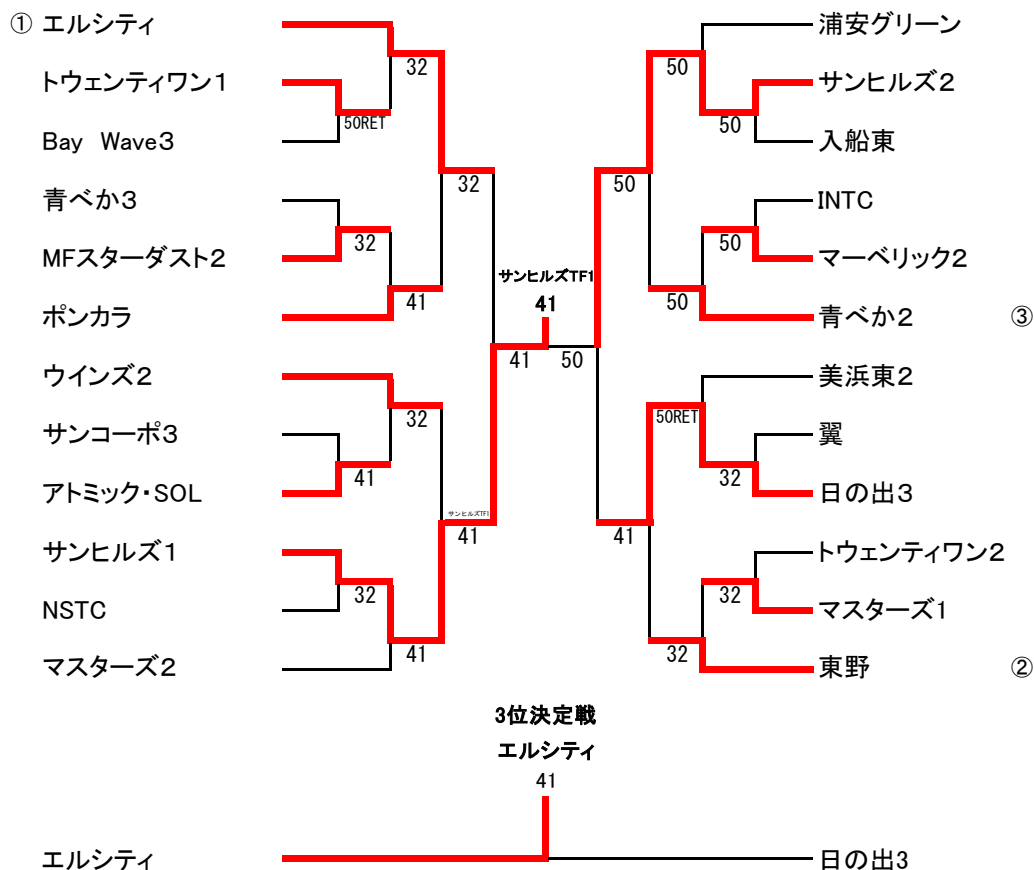 ① エルシティ
浦安グリーン
32
50
トウェンティワン1
サンヒルズ2
50RET
50
Bay Wave3
入船東
32
50
青べか3
INTC
32
50
MFスターダスト2
マーベリック2
サンヒルズTF1
41
41
50
ポンカラ
青べか2 ③
41
50
ウインズ2
美浜東2
32
50RET
サンコーポ3
翼
41
32
アトミック・SOL
日の出3
サンヒルズTF1
41
41
サンヒルズ1
トウェンティワン2
32
32
NSTC
マスターズ1
41
32
マスターズ2
東野 ②
3位決定戦
エルシティ
41
エルシティ
日の出3